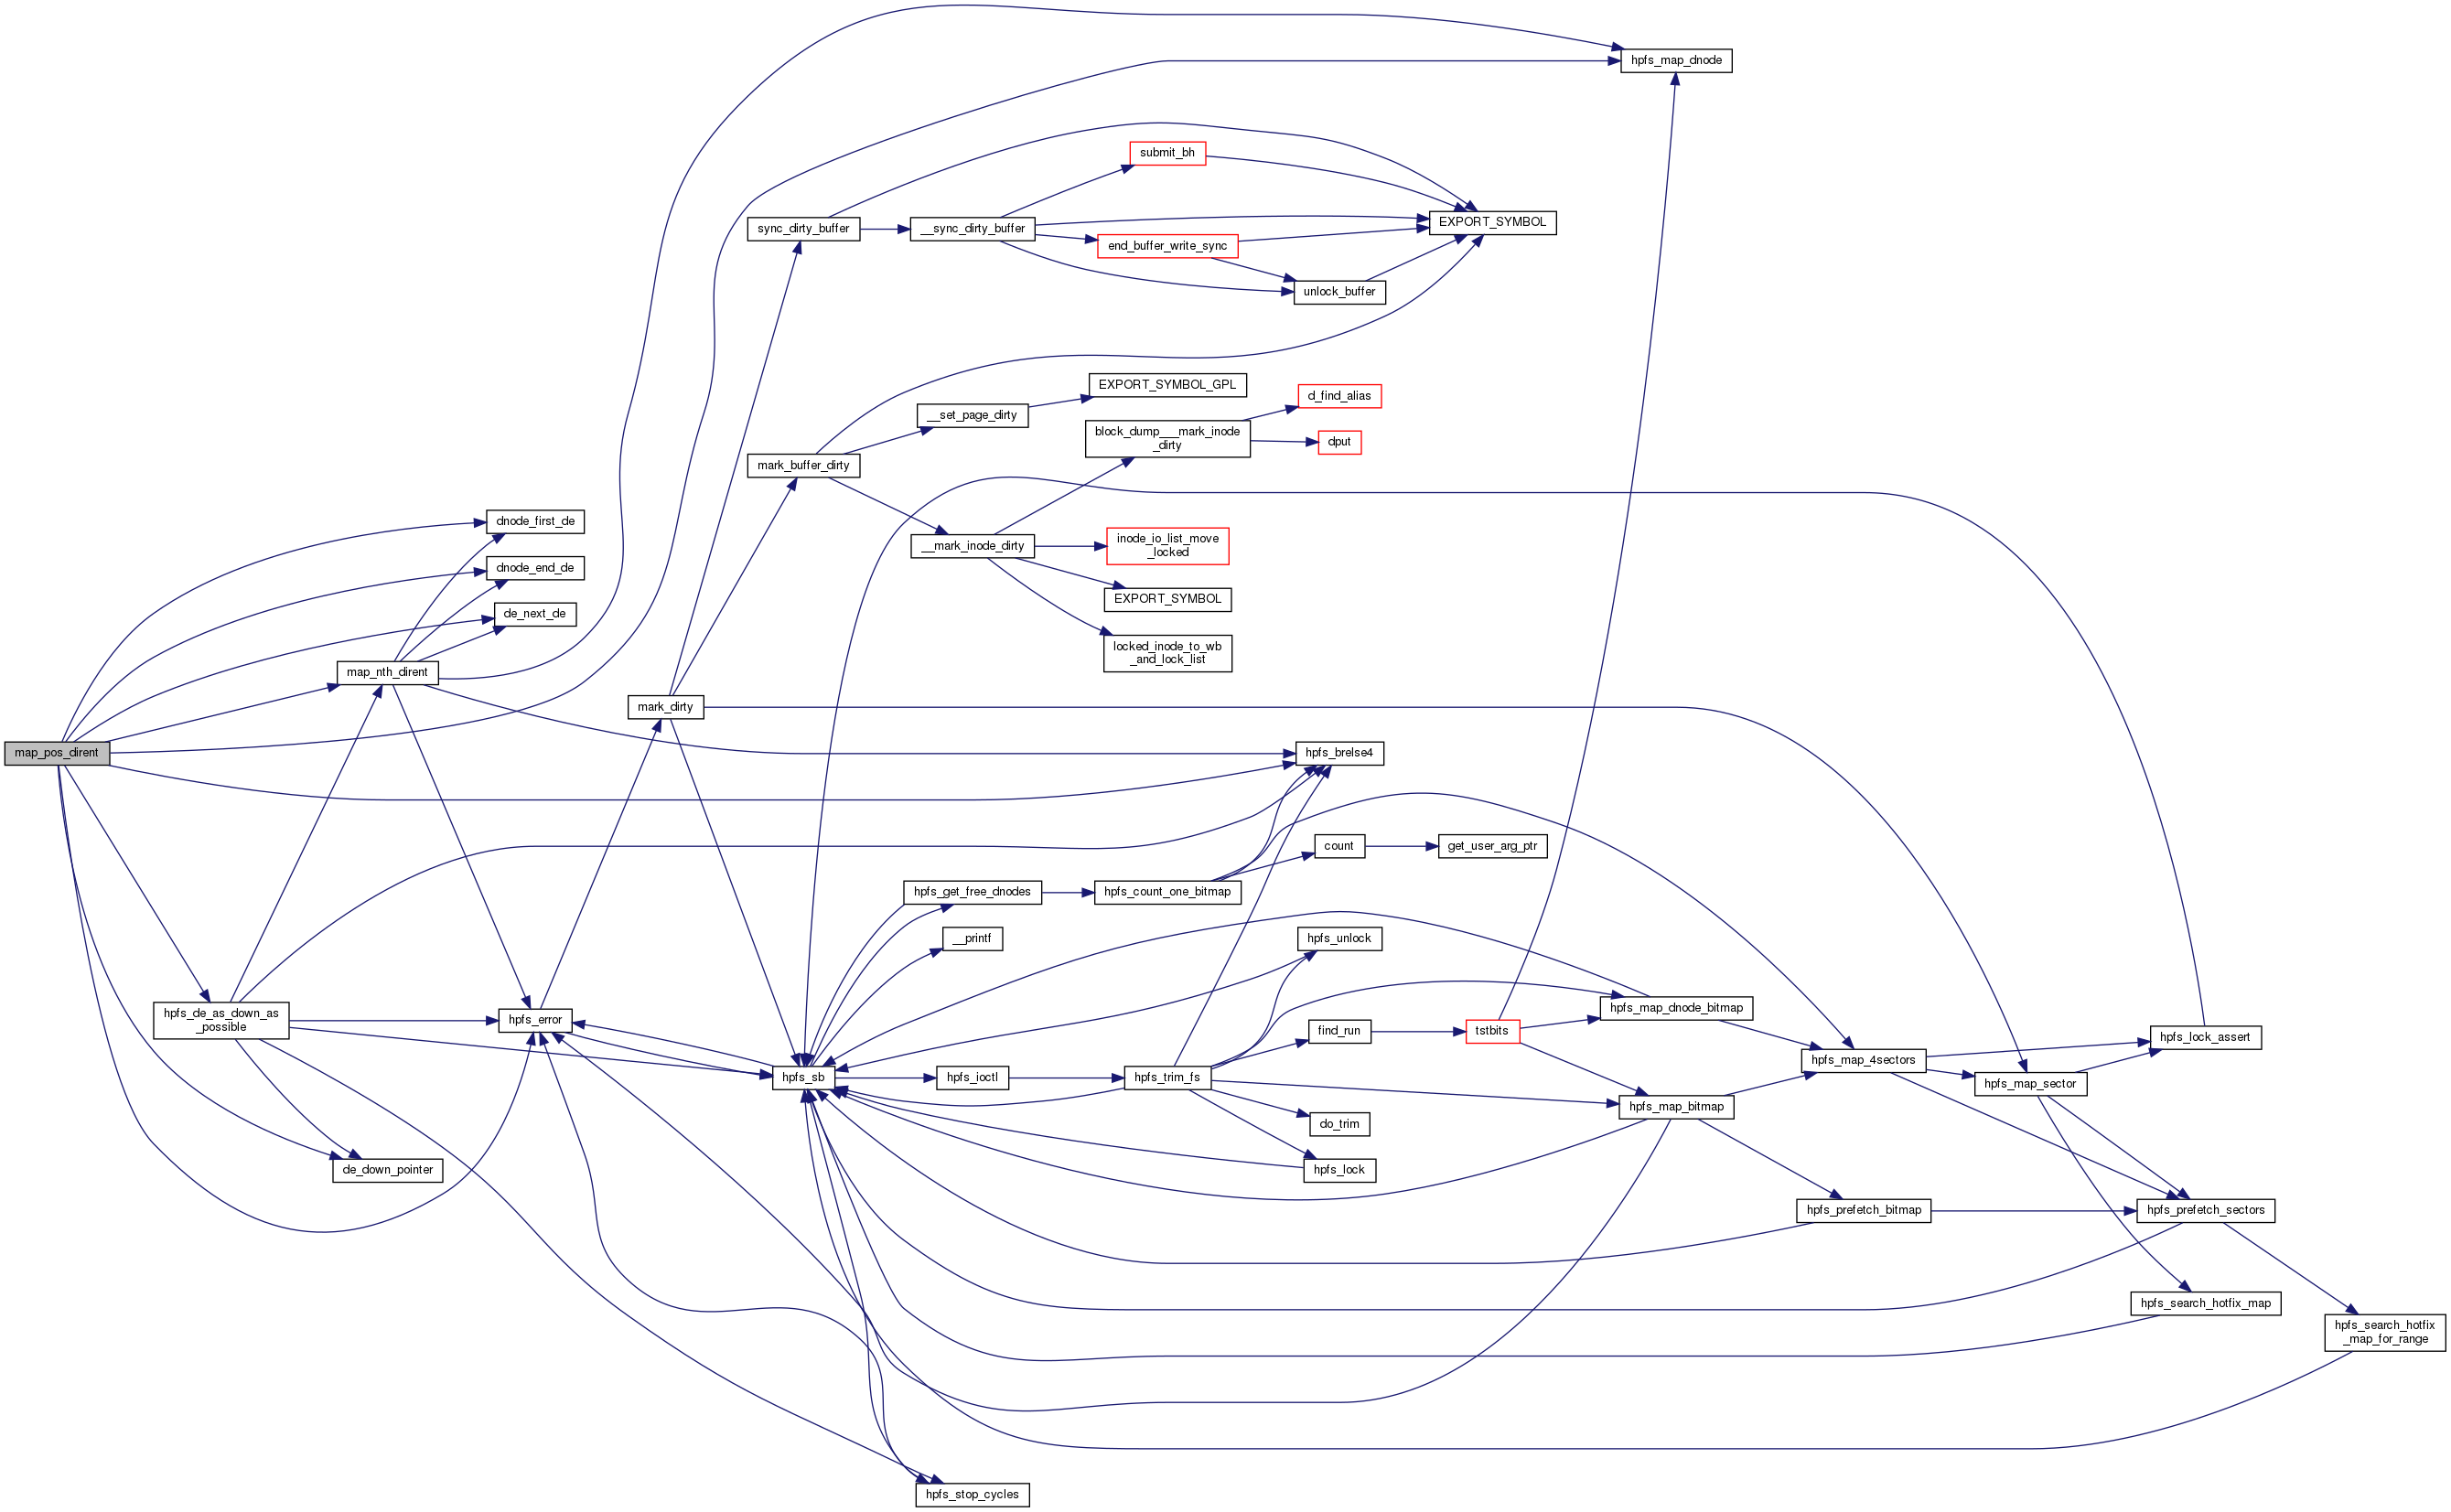 hpfs_map_dnode
submit_bh
sync_dirty_buffer
__sync_dirty_buffer
EXPORT_SYMBOL
end_buffer_write_sync
unlock_buffer
EXPORT_SYMBOL_GPL
d_find_alias
__set_page_dirty
block_dump___mark_inode
_dirty
dput
mark_buffer_dirty
dnode_first_de
__mark_inode_dirty
inode_io_list_move
_locked
dnode_end_de
EXPORT_SYMBOL
de_next_de
locked_inode_to_wb
_and_lock_list
map_nth_dirent
mark_dirty
map_pos_dirent
hpfs_brelse4
count
get_user_arg_ptr
hpfs_get_free_dnodes
hpfs_count_one_bitmap
__printf
hpfs_unlock
hpfs_de_as_down_as
_possible
hpfs_error
hpfs_map_dnode_bitmap
find_run
tstbits
hpfs_lock_assert
hpfs_map_4sectors
hpfs_sb
hpfs_ioctl
hpfs_trim_fs
hpfs_map_sector
hpfs_map_bitmap
do_trim
de_down_pointer
hpfs_lock
hpfs_prefetch_bitmap
hpfs_prefetch_sectors
hpfs_search_hotfix_map
hpfs_search_hotfix
_map_for_range
hpfs_stop_cycles